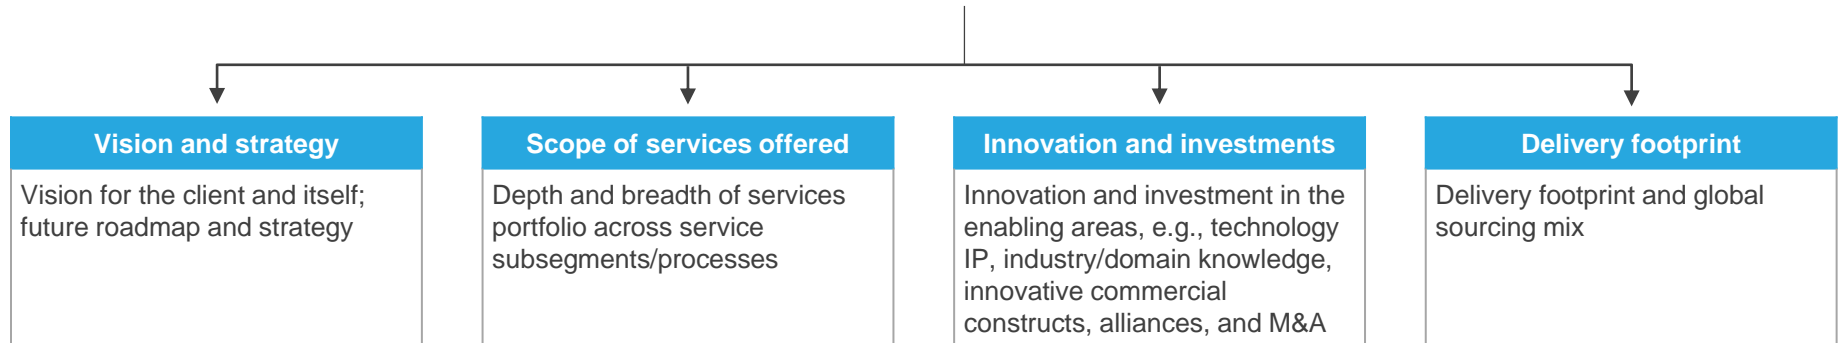 Vision and strategy
Vision for the client and itself;
future roadmap and strategy
Scope of services offered
Depth and breadth of services
portfolio across service
subsegments/processes
Innovation and investments
Innovation and investment in the
enabling areas, e.g., technology
IP, industry/domain knowledge,
innovative commercial
constructs, alliances, and M&A
Delivery footprint
Delivery footprint and global
sourcing mix